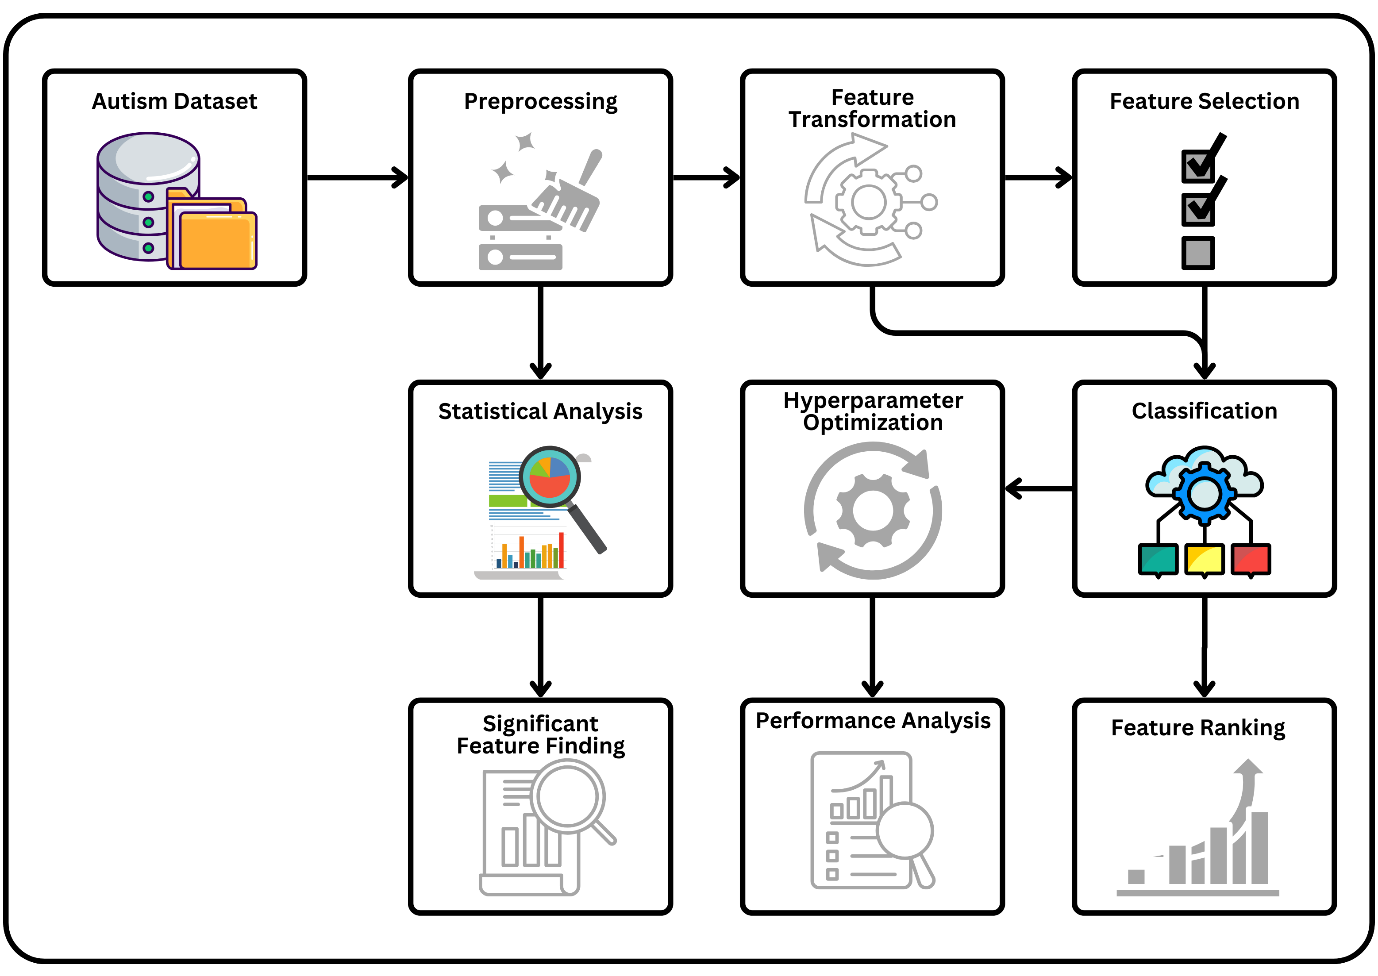 Autism Dataset
Preprocessing
Feature
Transformation
Feature Selection
Statistical Analysis
Hyperparameter
Optimization
Classification
Significant
Feature Finding
Performance Analysis
Feature Ranking